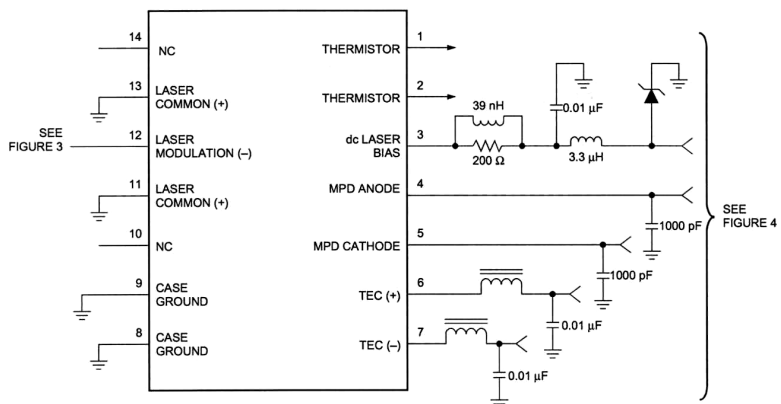 14
NC
THERMISTOR
1
13
LASER
COMMON (+)
THERMISTOR
2
SEE
FIGURE 3
12
LASER
MODULATION (–)
dc LASER
BIAS
3
39 nH
200 Ω
0.01 µF
3.3 µH
11
LASER
COMMON (+)
MPD ANODE
4
1000 pF
SEE
FIGURE 4
10
NC
MPD CATHODE
5
1000 pF
9
CASE
GROUND
TEC (+)
6
0.01 µF
8
CASE
GROUND
TEC (–)
7
0.01 µF